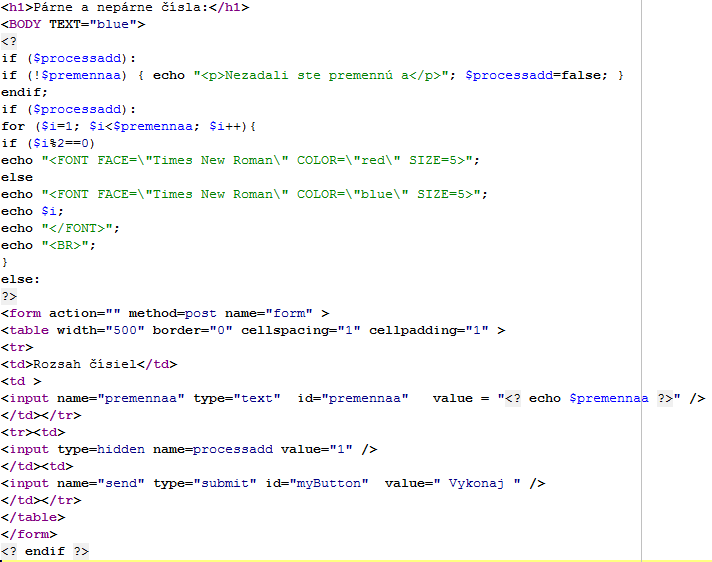 <h1>Párne a nepárne čísla:</h1>
<BODY TEXT="blue">
<?
if ($processadd):
if (!$premennaa) { echo "<p>Nezadali ste premennú a</p>"; $processadd=false; }
endif;
if ($processadd):
for ($i=1; $i<$premennaa; $i++){
if ($i%2==0)
echo "<FONT FACE=\"Times New Roman\" COLOR=\"red\" SIZE=5>";
else
echo "<FONT FACE=\"Times New Roman\" COLOR=\"blue\" SIZE=5>";
echo $i;
echo "</FONT>";
echo "<BR>";
}
else:
?>
<form action="" method=post name="form" >
<table width="500" border="0" cellspacing="1" cellpadding="1" >
<tr>
<td>Rozsah čísiel</td>
<td >
<input name="premennaa" type="text"  id="premennaa"   value = "<? echo $premennaa ?>" />
</td></tr>
<tr><td>
<input type=hidden name=processadd value="1" />
</td><td>
<input name="send" type="submit" id="myButton"  value=" Vykonaj " />
</td></tr>
</table>
</form>
<? endif ?>